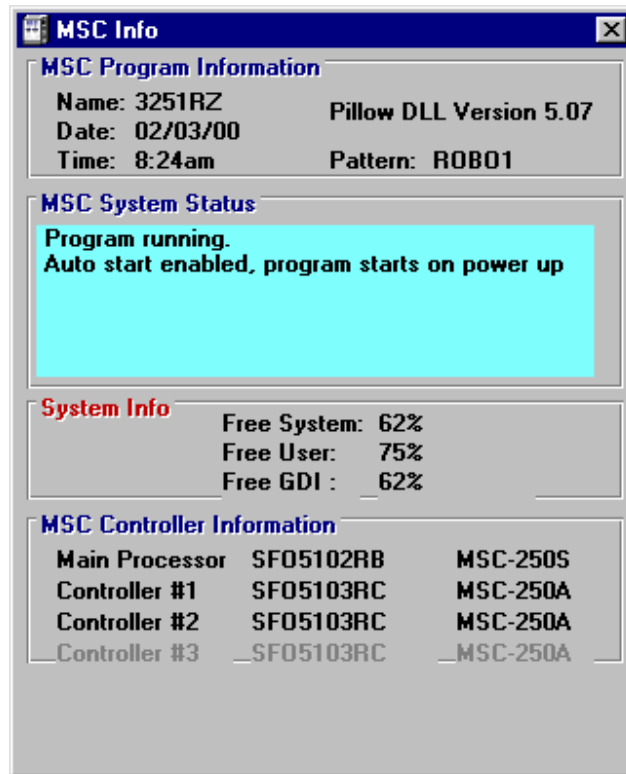 MSC Info
MSC Program Information
Name: 3251RZ
Pillow DLL Version 5.07
Date: 02/03/00
Time: 8:24am
Pattern: ROBO1
MSC System Status
Program running.
Auto start enabled, program starts on power up
System Info
Free System: 62%
Free User: 75%
Free GDI : 62%
MSC Controller Information
Main Processor SFO5102RB MSC-250S
Controller #1 SFO5103RC MSC-250A
Controller #2 SFO5103RC MSC-250A
Controller #3 SFO5103RC MSC-250A